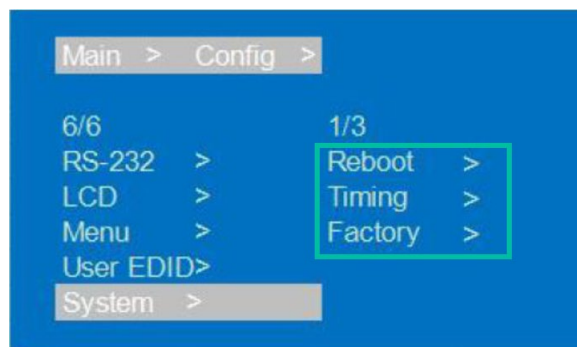 Main > Config >
6/6
RS-232 >
LCD >
Menu >
User EDID>
System >
1/3
Reboot >
Timing >
Factory >